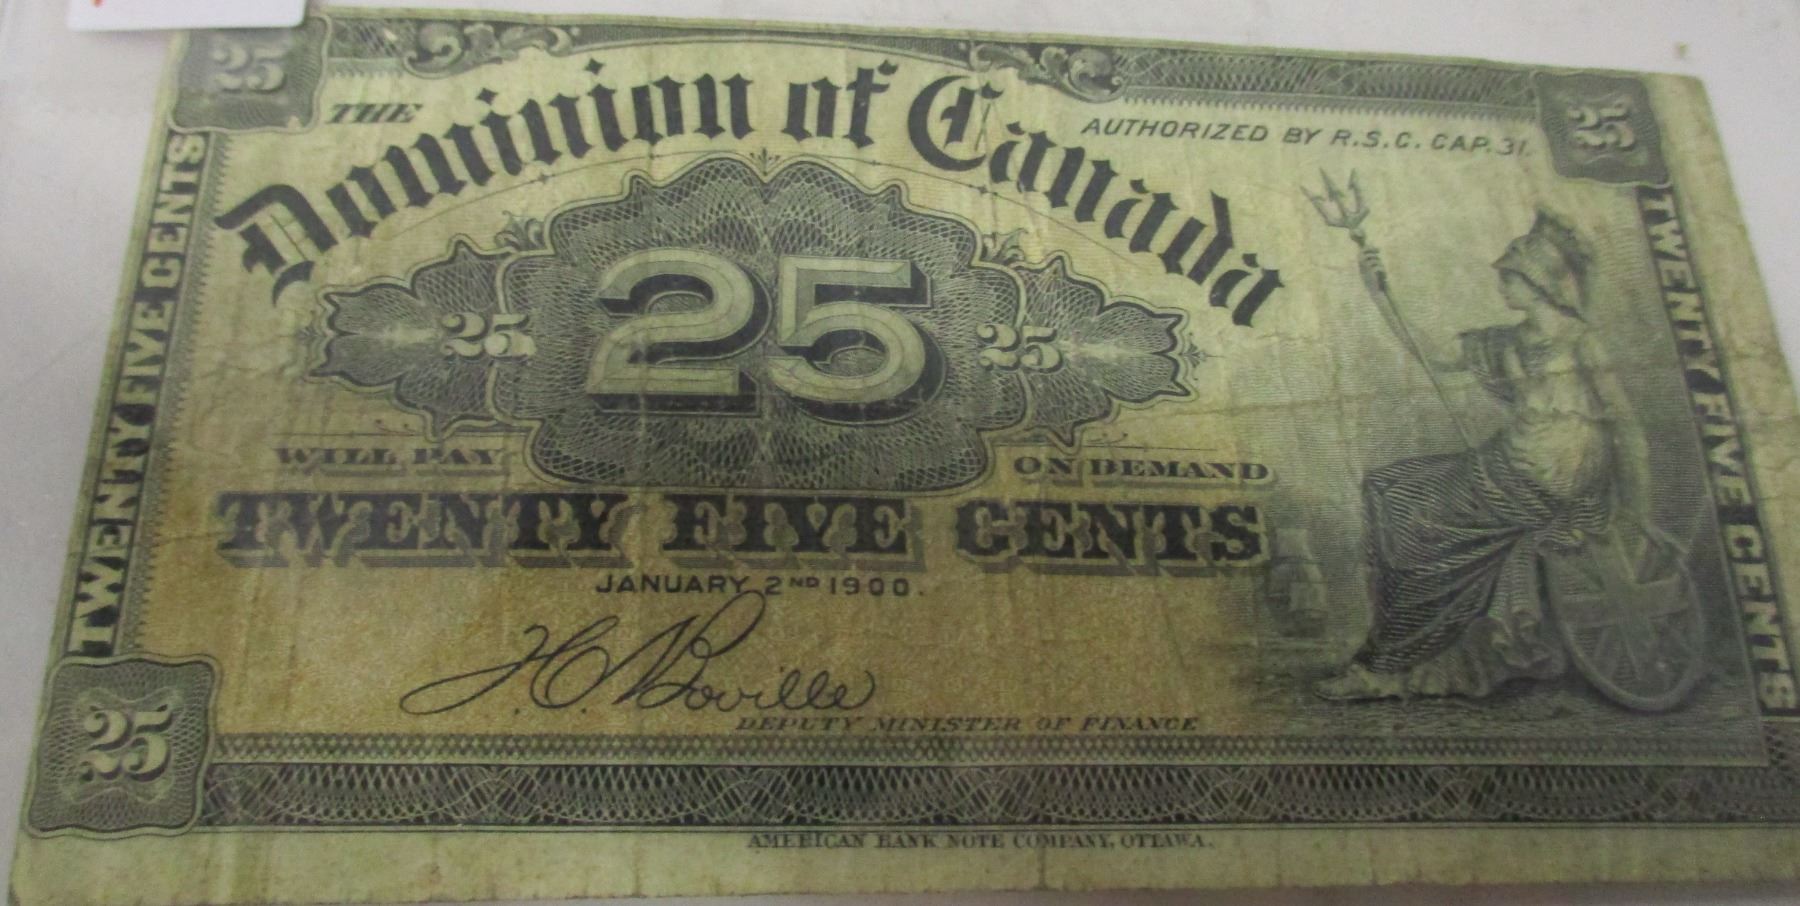 25
25
THE Dominion of Canada
AUTHORIZED BY R.S.C. CAP. 31.
TWENTY FIVE CENTS
TWENTY FIVE CENTS
25 25 25
WILL PAY ON DEMAND
TWENTY FIVE CENTS
JANUARY 2ND 1900.
H.C. Boville
DEPUTY MINISTER OF FINANCE
25
AMERICAN BANK NOTE COMPANY, OTTAWA.